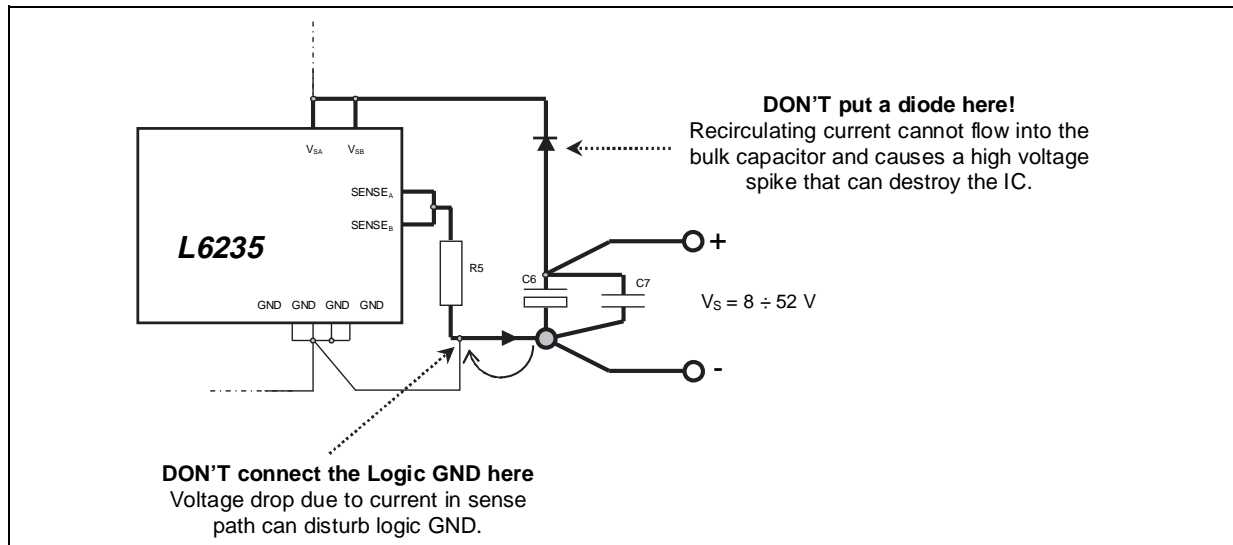 DON'T put a diode here!
Recirculating current cannot flow into the
bulk capacitor and causes a high voltage
spike that can destroy the IC.
VSA VSB
SENSEA
SENSEB
L6235
R5
C6
C7
+
VS = 8 ÷ 52 V
-
GND GND GND GND
DON'T connect the Logic GND here
Voltage drop due to current in sense
path can disturb logic GND.